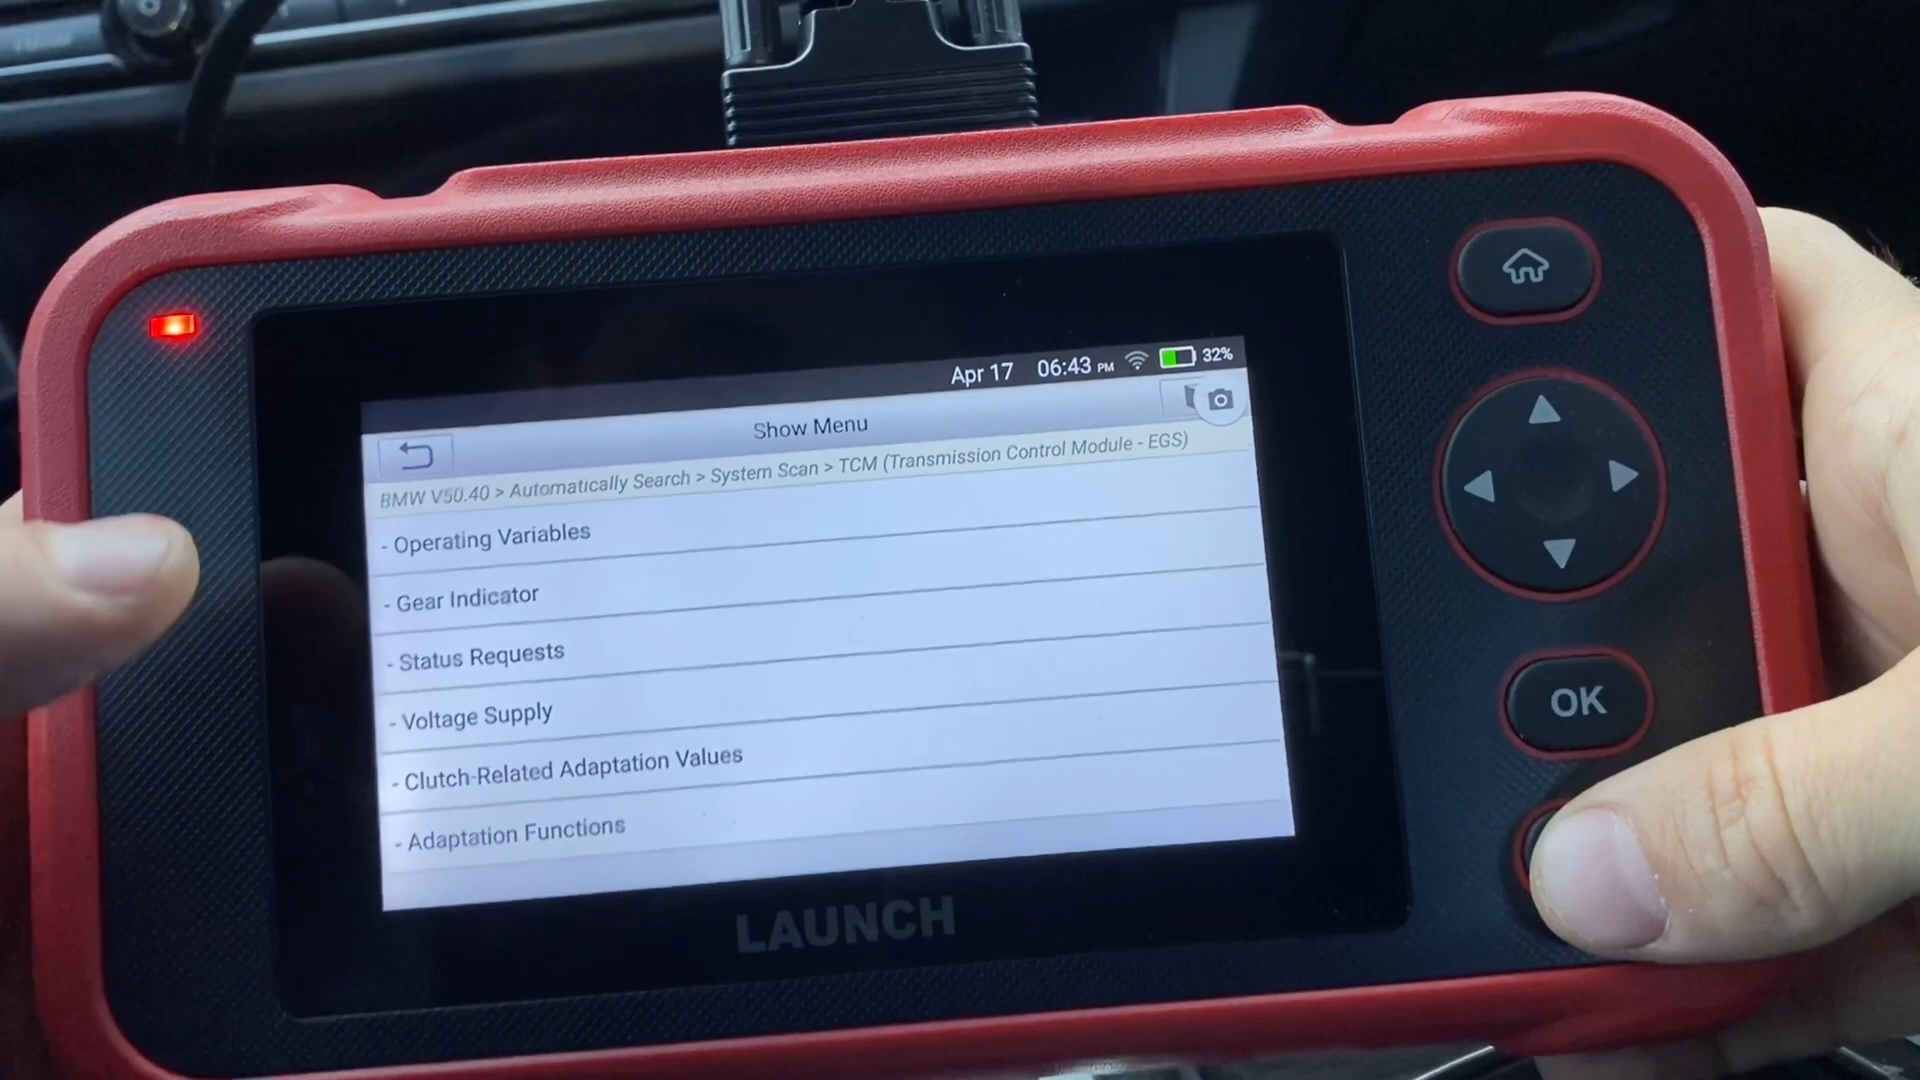 Apr 17 06:43 PM 32%
Show Menu
BMW V50.40 > Automatically Search > System Scan > TCM (Transmission Control Module - EGS)
- Operating Variables
- Gear Indicator
- Status Requests
- Voltage Supply
- Clutch-Related Adaptation Values
- Adaptation Functions
OK
LAUNCH